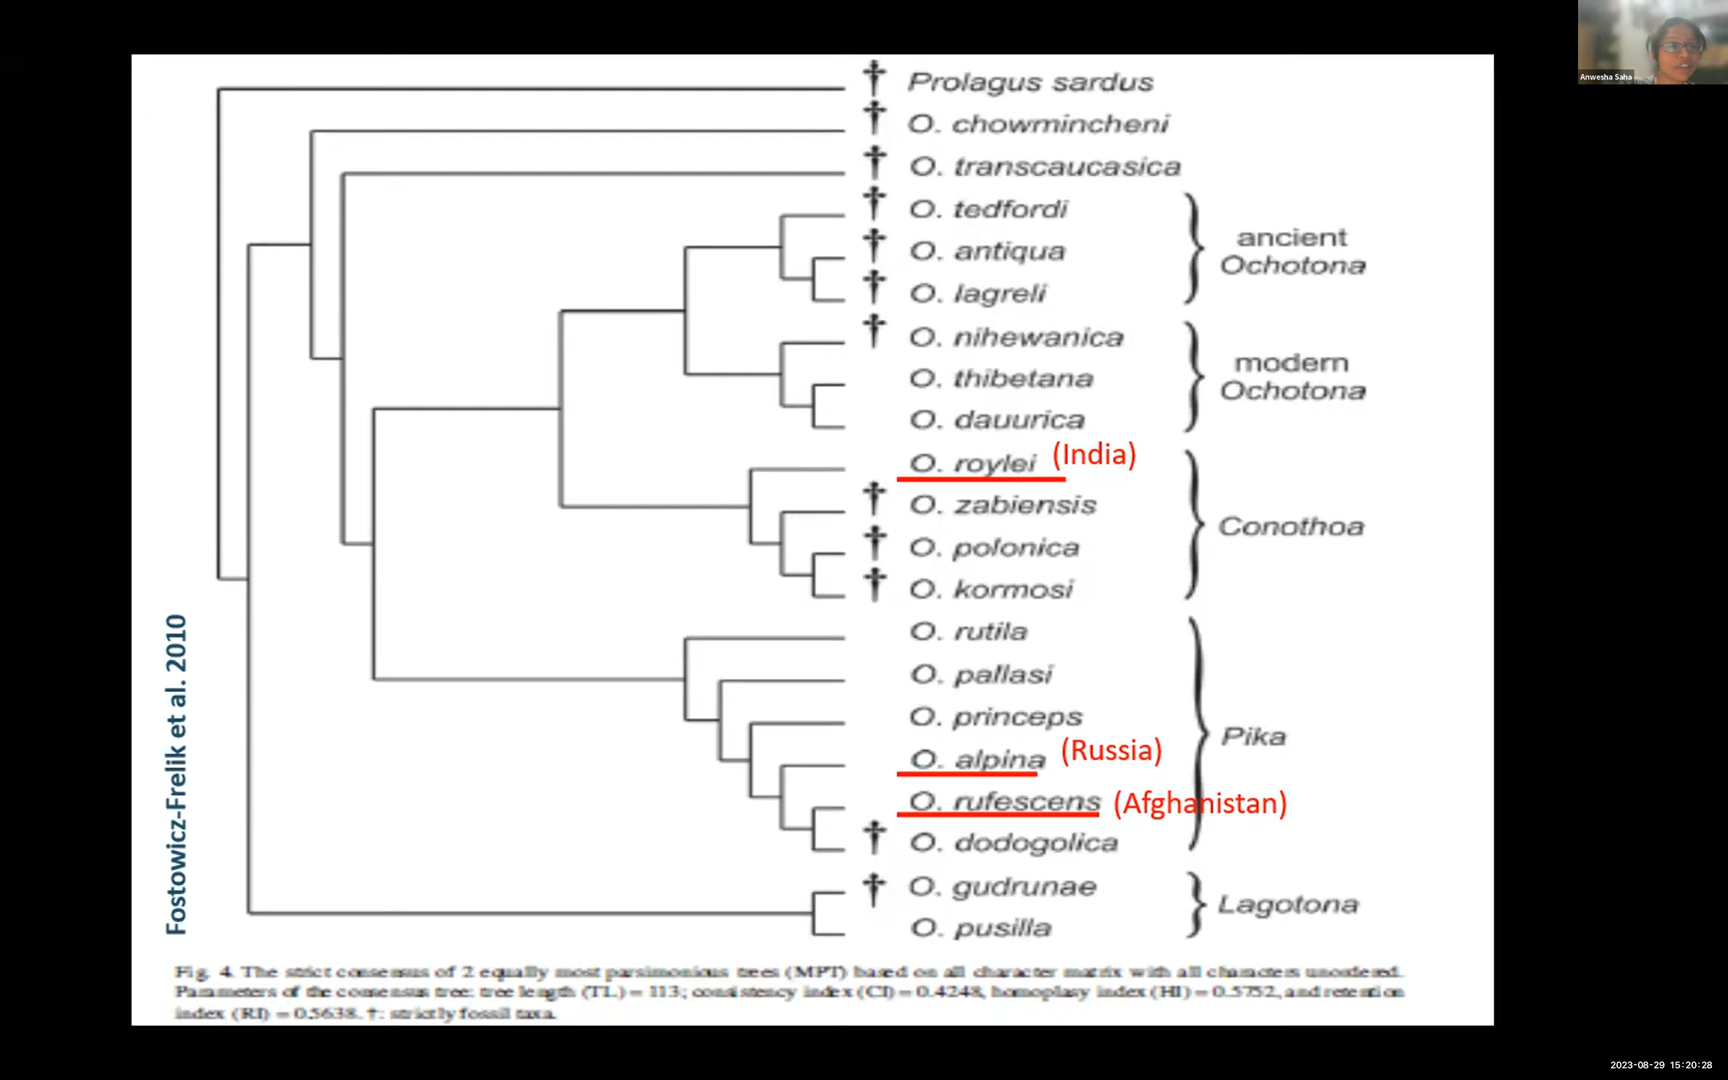 Anwesha Saha
† Prolagus sardus
† O. chowmincheni
† O. transcaucasica
† O. tedfordi
† O. antiqua
† O. lagreli
ancient
Ochotona
† O. nihewanica
O. thibetana
O. dauurica
modern
Ochotona
O. roylei (India)
† O. zabiensis
† O. polonica
† O. kormosi
Conothoa
O. rutila
O. pallasi
O. princeps
O. alpina (Russia)
O. rufescens (Afghanistan)
† O. dodogolica
Pika
† O. gudrunae
O. pusilla
Lagotona
Fostowicz-Frelik et al. 2010
Fig. 4. The strict consensus of 2 equally most parsimonious trees (MPT) based on all character matrix with all characters unordered.
Parameters of the consensus tree: tree length (TL) = 113; consistency index (CI) = 0.4248, homoplasy index (HI) = 0.5752, and retention
index (RI) = 0.5638. †: strictly fossil taxa.
2023-08-29 15:20:28